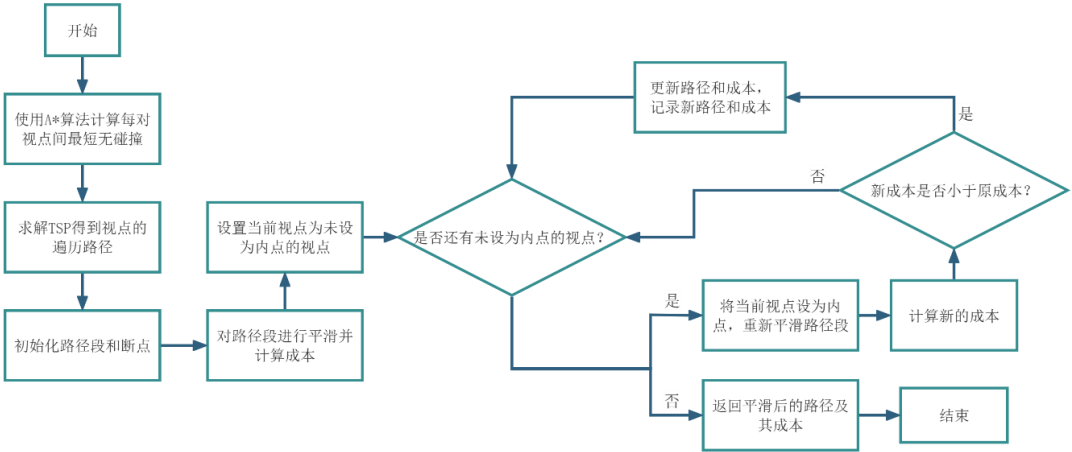 开始
使用A*算法计算每对
视点间最短无碰撞
求解TSP得到视点的
遍历路径
初始化路径段和断点
对路径段进行平滑并
计算成本
设置当前视点为未设
为内点的视点
是否还有未设为内点的视点?
是
将当前视点设为内
点，重新平滑路径段
计算新的成本
新成本是否小于原成本?
是
更新路径和成本，
记录新路径和成本
否
否
返回平滑后的路径及
其成本
结束